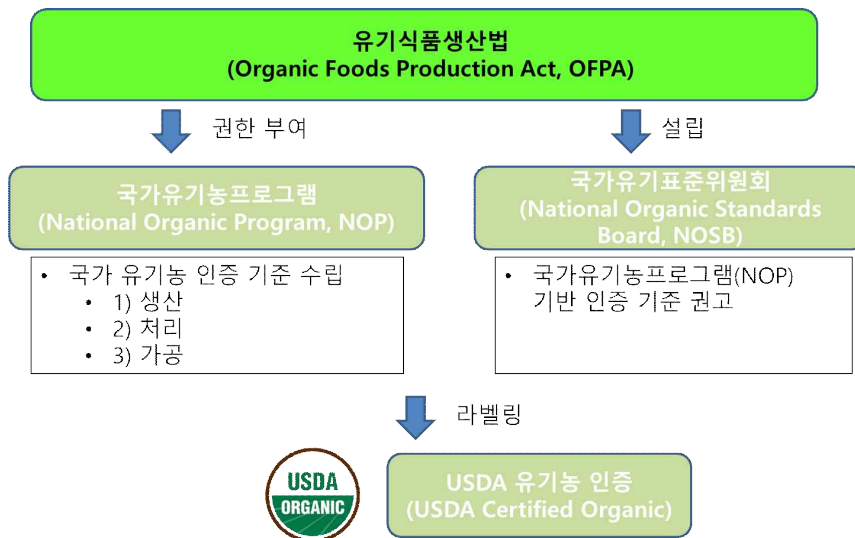 유기식품생산법
(Organic Foods Production Act, OFPA)
권한 부여
설립
국가유기농프로그램
(National Organic Program, NOP)
국가유기표준위원회
(National Organic Standards
Board, NOSB)
• 국가 유기농 인증 기준 수립
• 1) 생산
• 2) 처리
• 3) 가공
• 국가유기농프로그램(NOP)
기반 인증 기준 권고
라벨링
USDA
ORGANIC
USDA 유기농 인증
(USDA Certified Organic)